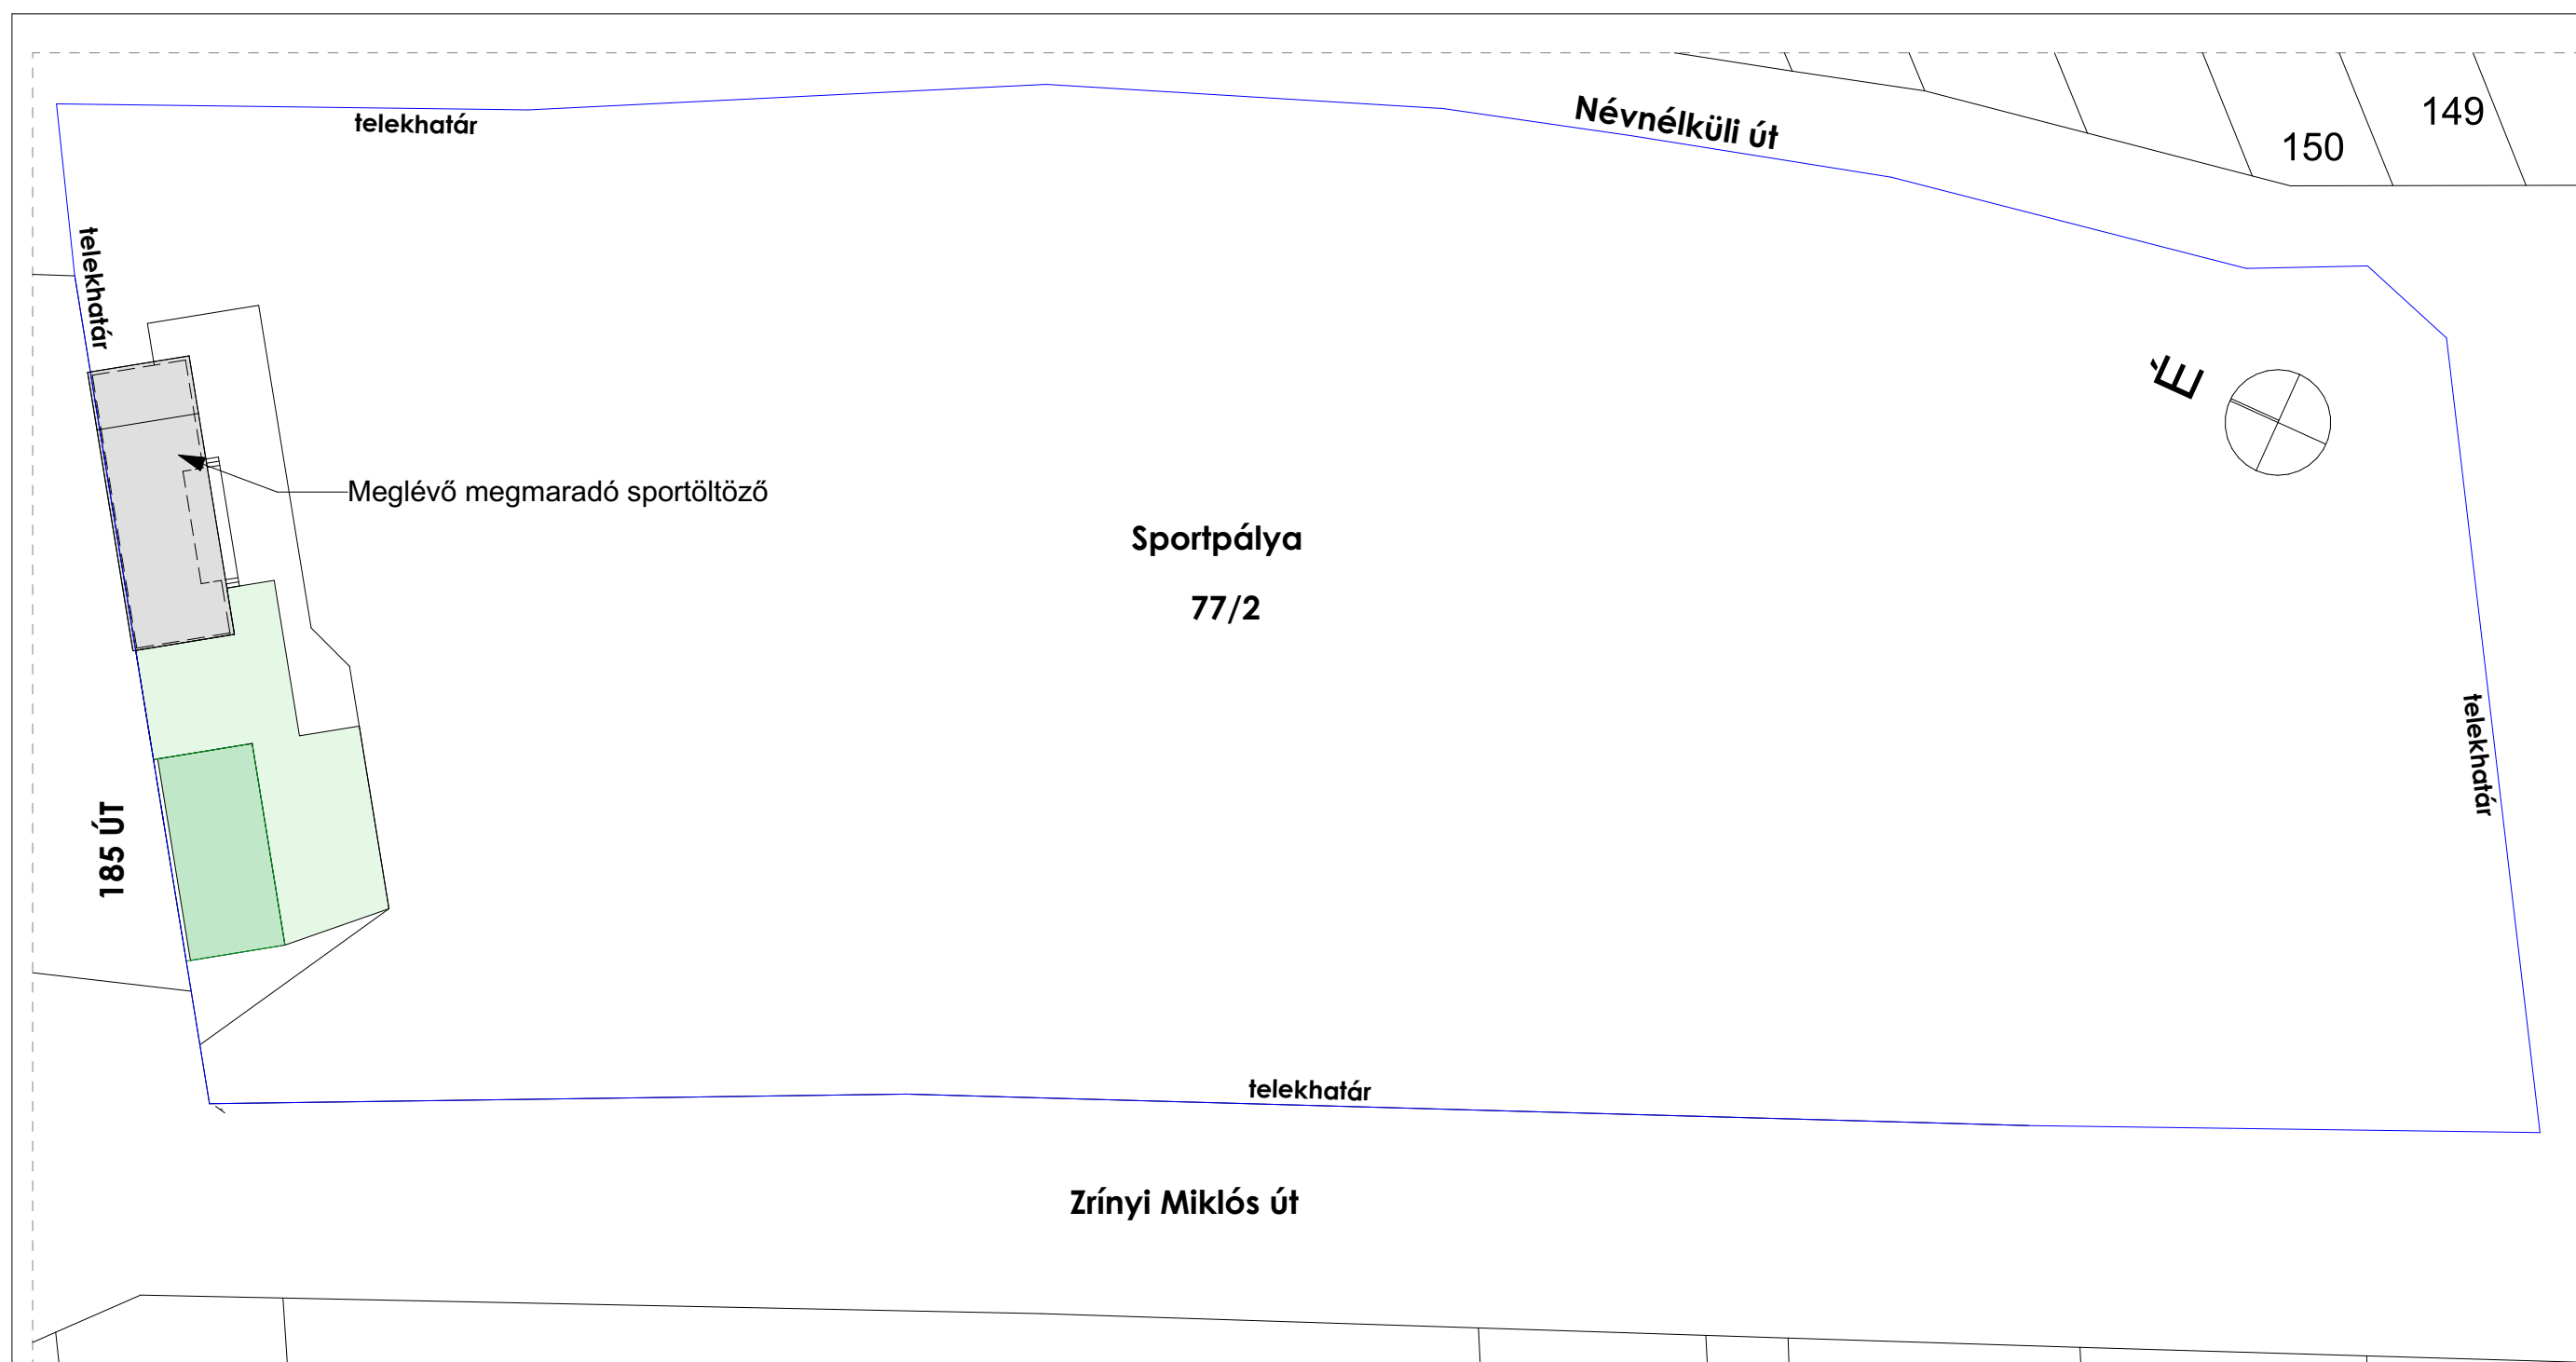 telekhatár
Névnélküli út
149
150
telekhatár
É
Meglévő megmaradó sportöltöző
Sportpálya
77/2
telekhatár
185 ÚT
telekhatár
Zrínyi Miklós út